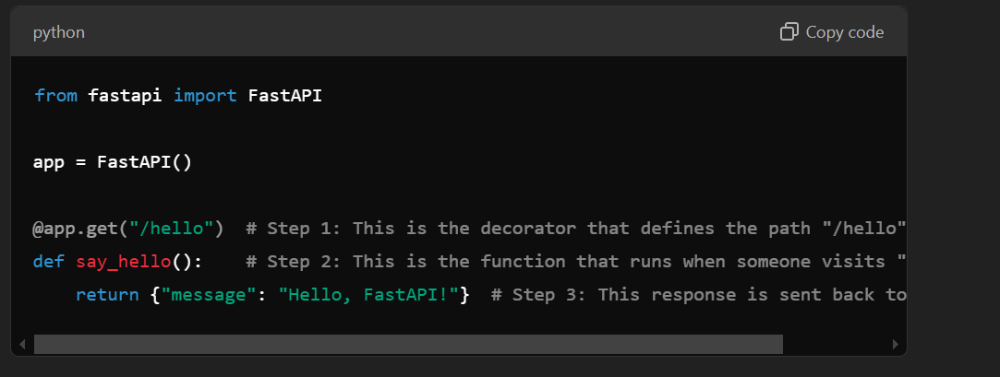 python
Copy code
from fastapi import FastAPI
app = FastAPI()
@app.get("/hello")  # Step 1: This is the decorator that defines the path "/hello"
def say_hello():    # Step 2: This is the function that runs when someone visits "
    return {"message": "Hello, FastAPI!"}  # Step 3: This response is sent back to